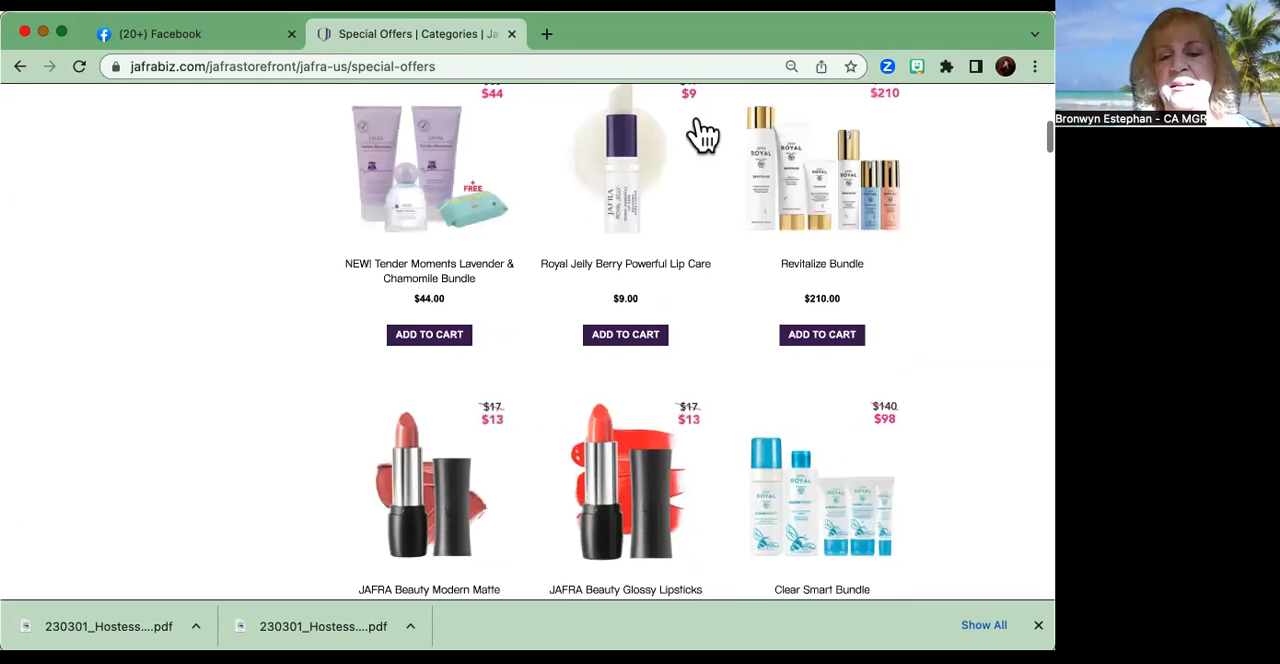 (20+) Facebook
Special Offers | Categories | Ja
jafrabiz.com/jafrastorefront/jafra-us/special-offers
Bronwyn Estephan - CA MGR
$44
$9
$210
+
FREE
JAFRA
ROYAL
NEW! Tender Moments Lavender &
Chamomile Bundle
Royal Jelly Berry Powerful Lip Care
Revitalize Bundle
$44.00
$9.00
$210.00
ADD TO CART
ADD TO CART
ADD TO CART
$17
$13
$17
$13
$140
$98
ROYAL
JAFRA Beauty Modern Matte
JAFRA Beauty Glossy Lipsticks
Clear Smart Bundle
230301_Hostess....pdf
230301_Hostess....pdf
Show All